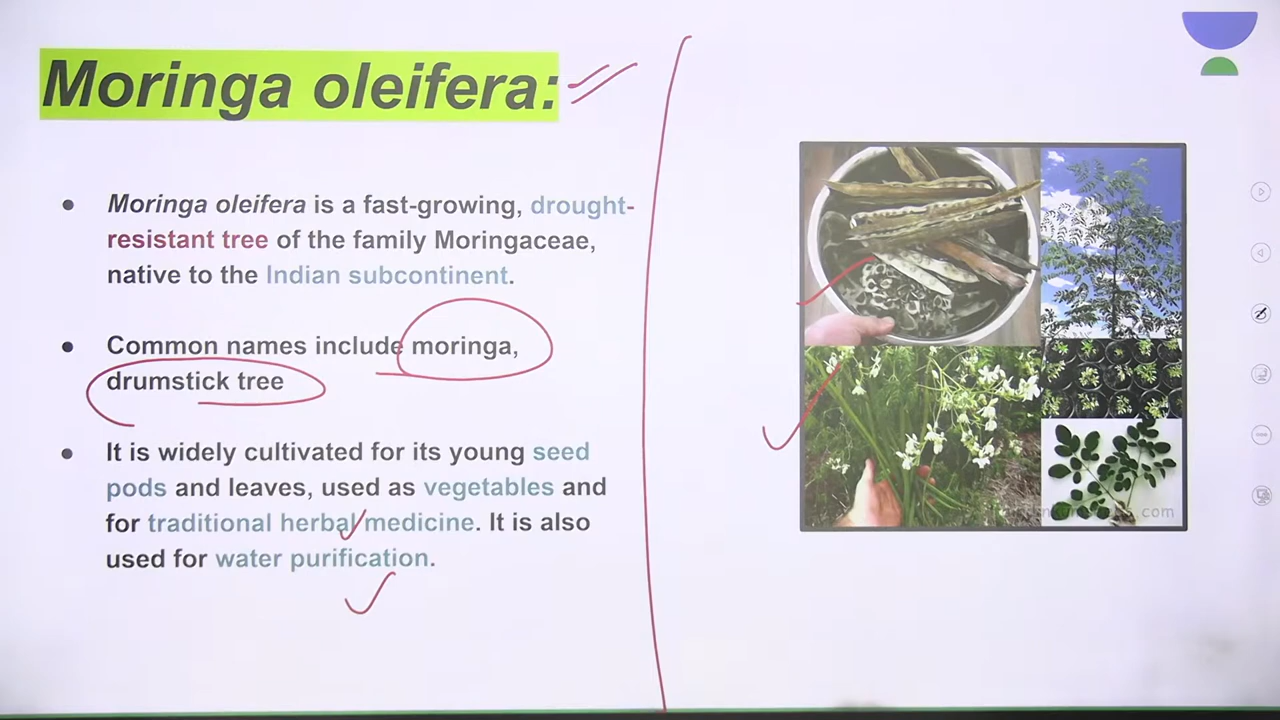 Moringa oleifera:
● Moringa oleifera is a fast-growing, drought-
resistant tree of the family Moringaceae,
native to the Indian subcontinent.
● Common names include moringa,
drumstick tree
● It is widely cultivated for its young seed
pods and leaves, used as vegetables and
for traditional herbal medicine. It is also
used for water purification.